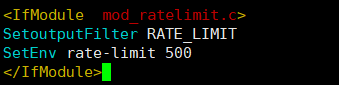 <IfModule  mod_ratelimit.c>
SetoutputFilter RATE_LIMIT
SetEnv rate-limit 500
</IfModule>